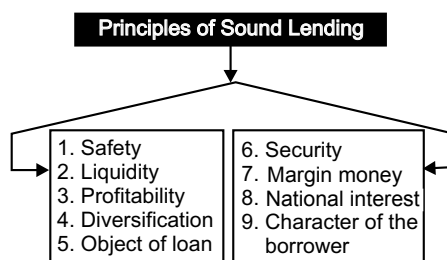 Principles of Sound Lending
1. Safety
2. Liquidity
3. Profitability
4. Diversification
5. Object of loan
6. Security
7. Margin money
8. National interest
9. Character of the
borrower